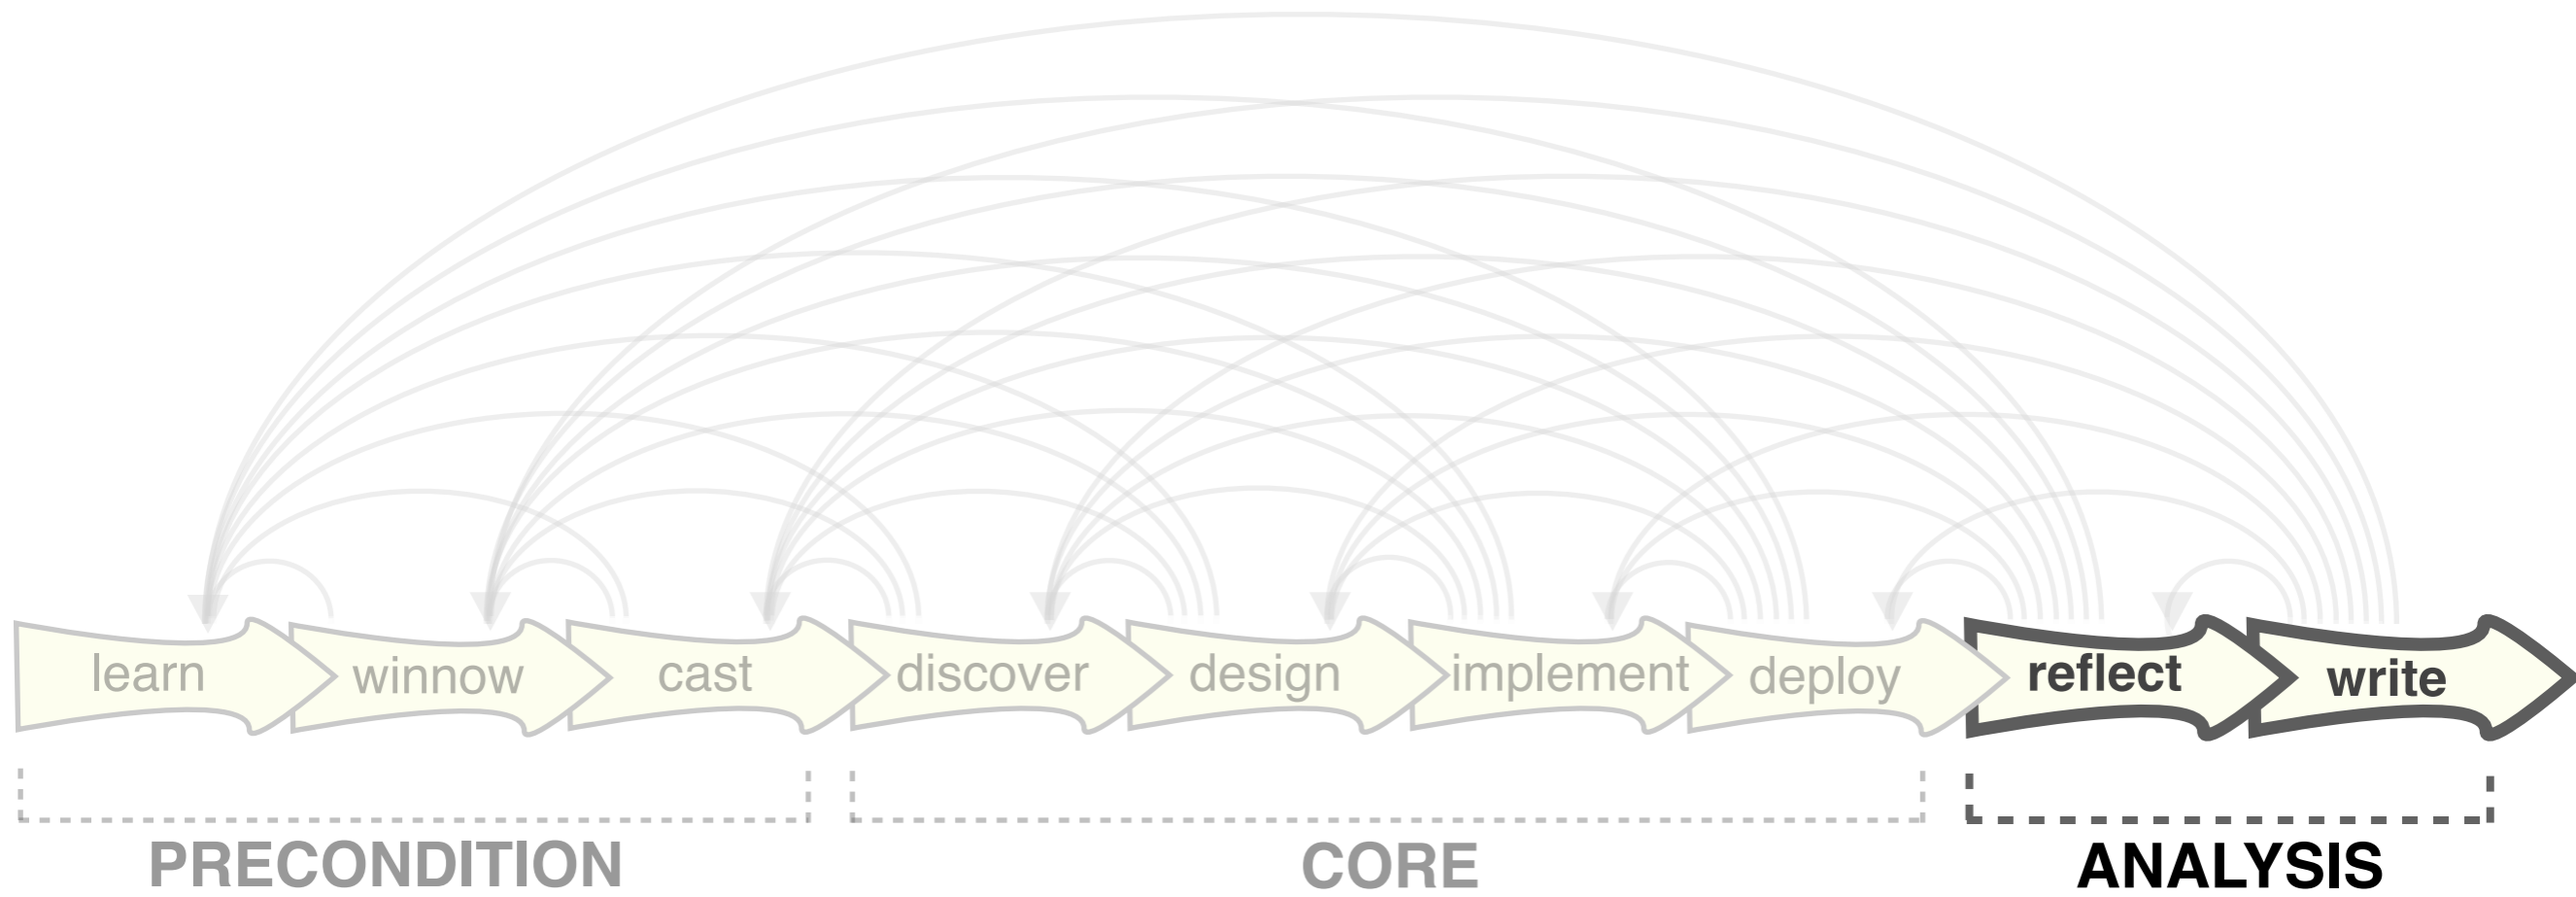 learn
winnow
cast
discover
design
implement
deploy
reflect
write
PRECONDITION
CORE
ANALYSIS